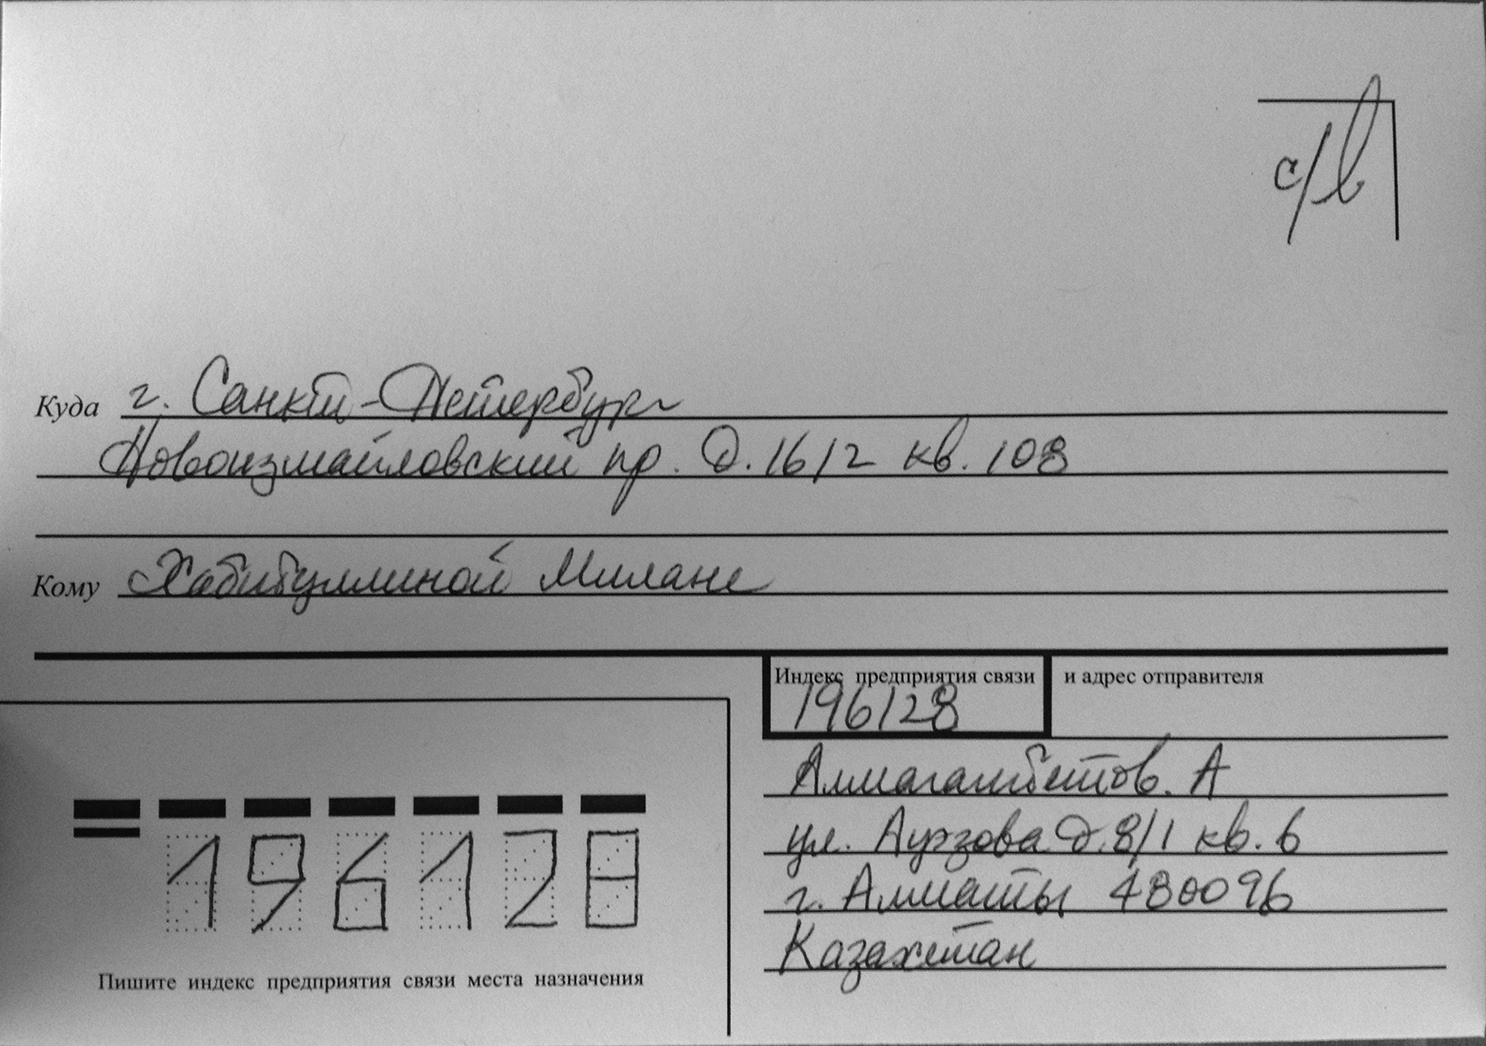 с/в
Куда г. Санкт-Петербург
Новоизмайловский пр. д. 16/2 кв. 108
Кому Хабибуллиной Милане
Индекс предприятия связи и адрес отправителя
196128
Алмагамбетов. А
ул. Ауэзова д. 8/1 кв. 6
г. Алматы 480096
Казахстан
196128
Пишите индекс предприятия связи места назначения